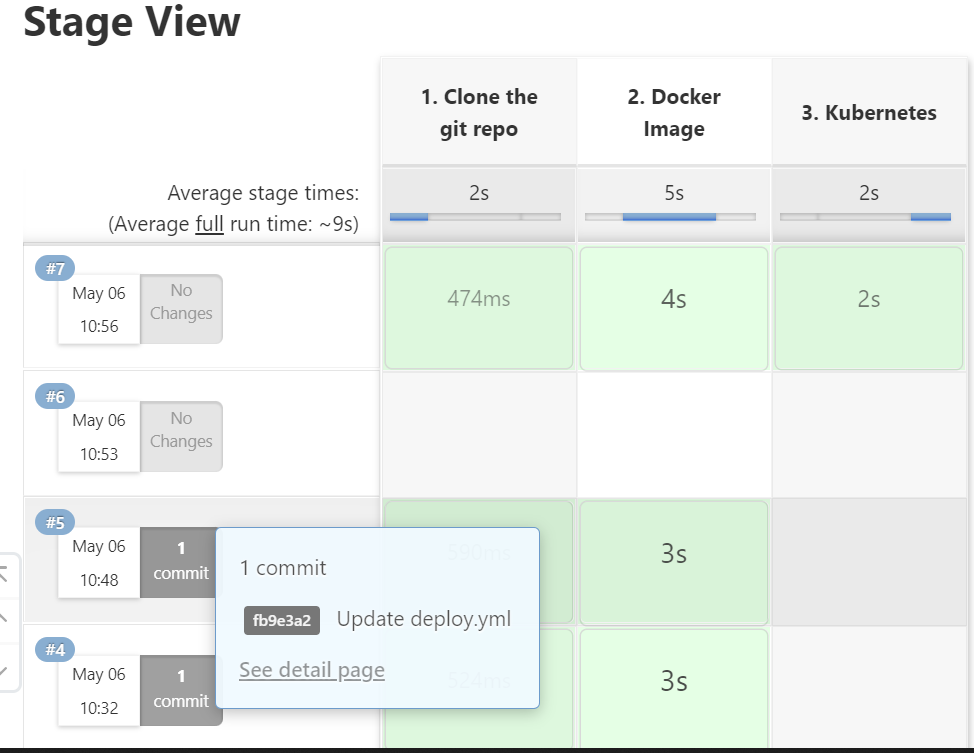 Stage View
1. Clone the
git repo
2. Docker
Image
3. Kubernetes
Average stage times:
(Average full run time: ~9s)
2s
5s
2s
#7
May 06
10:56
No
Changes
474ms
4s
2s
#6
May 06
10:53
No
Changes
#5
May 06
10:48
1
commit
590ms
3s
1 commit
fb9e3a2 Update deploy.yml
See detail page
#4
May 06
10:32
1
commit
524ms
3s